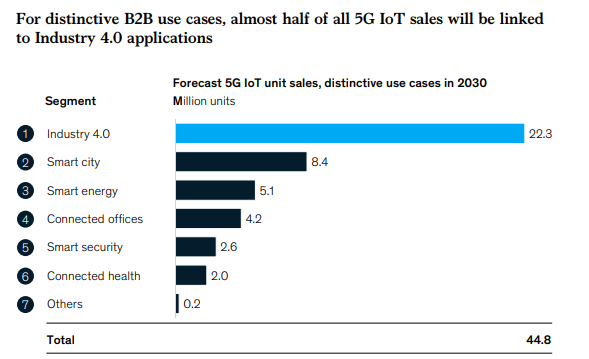 For distinctive B2B use cases, almost half of all 5G IoT sales will be linked
to Industry 4.0 applications
Forecast 5G IoT unit sales, distinctive use cases in 2030
Segment Million units
1 Industry 4.0 22.3
2 Smart city 8.4
3 Smart energy 5.1
4 Connected offices 4.2
5 Smart security 2.6
6 Connected health 2.0
7 Others 0.2
Total 44.8